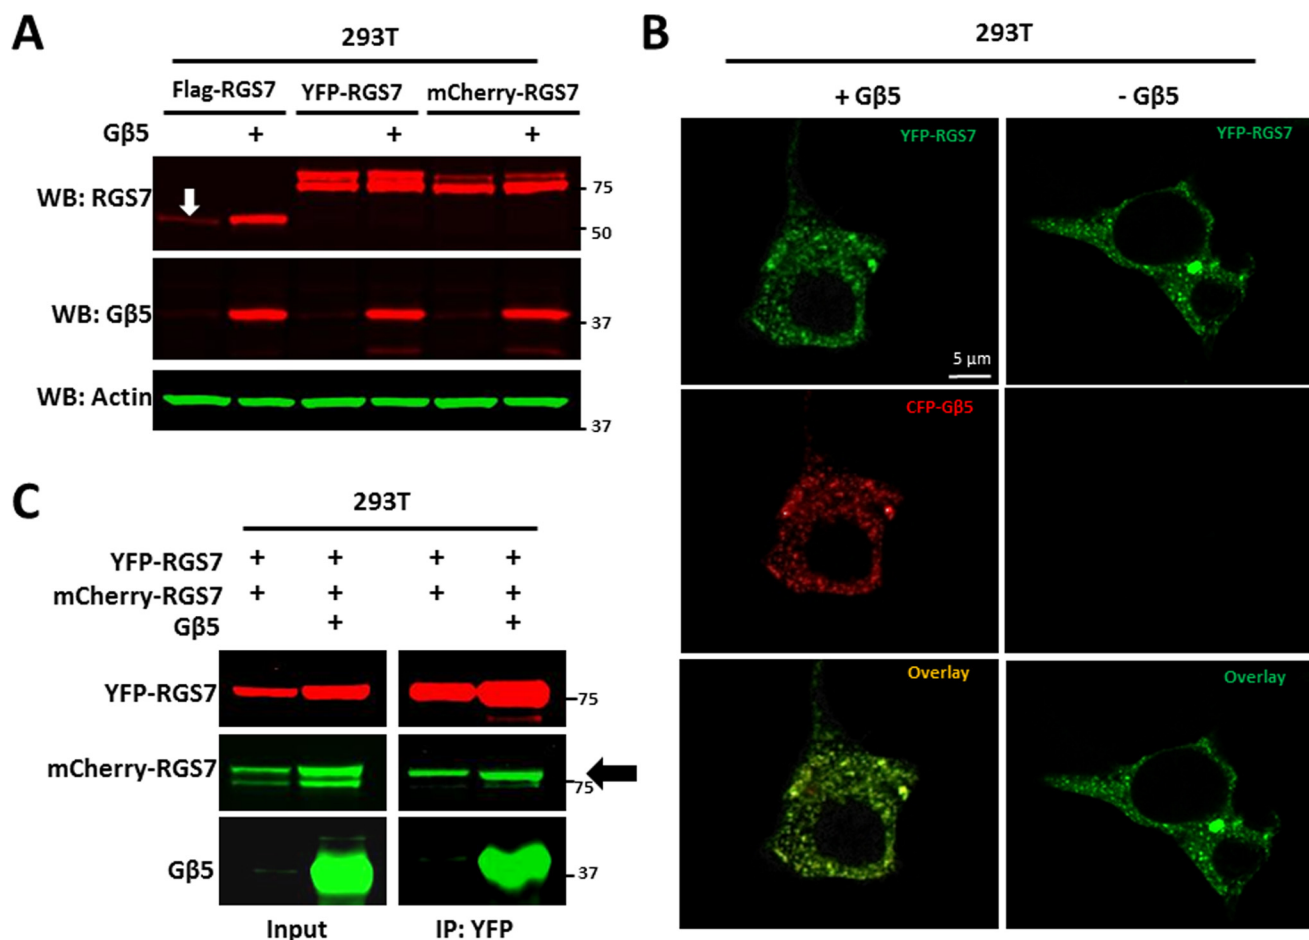 A
293T
Flag-RGS7 YFP-RGS7 mCherry-RGS7
Gβ5 + + +
WB: RGS7
75
50
WB: Gβ5
37
WB: Actin
37
B
293T
+ Gβ5 - Gβ5
YFP-RGS7 YFP-RGS7
5 µm
CFP-Gβ5
Overlay Overlay
C
293T
YFP-RGS7 + + + +
mCherry-RGS7 + + + +
Gβ5 + +
YFP-RGS7
75
mCherry-RGS7
75
Gβ5
37
Input IP: YFP